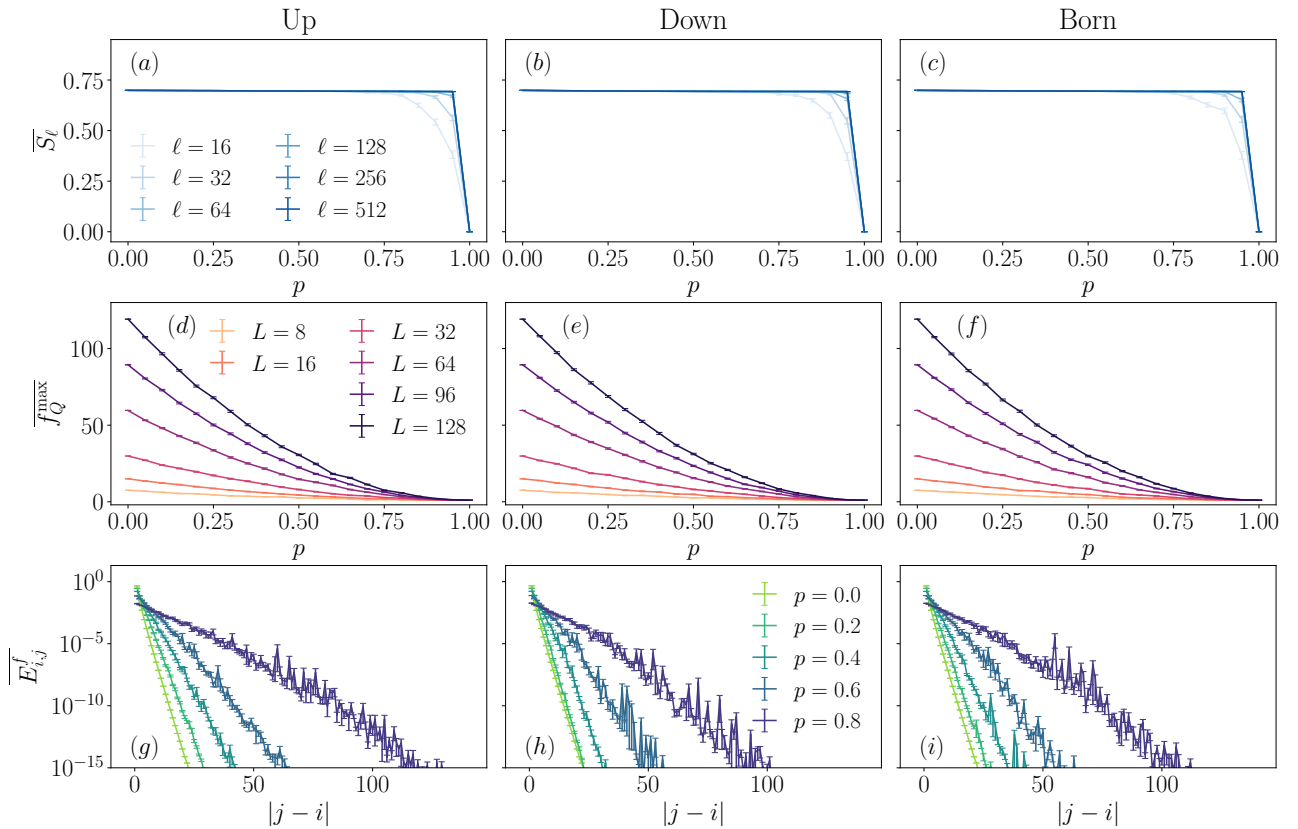 Up Down Born
(a) (b) (c)
0.75
0.50
0.25
0.00
$\overline{S_\ell}$
ℓ = 16 ℓ = 128
ℓ = 32 ℓ = 256
ℓ = 64 ℓ = 512
0.00 0.25 0.50 0.75 1.00 0.00 0.25 0.50 0.75 1.00 0.00 0.25 0.50 0.75 1.00
p p p
(d) (e) (f)
100
50
0
$\overline{f_Q^{\max}}$
L = 8 L = 32
L = 16 L = 64
L = 96
L = 128
0.00 0.25 0.50 0.75 1.00 0.00 0.25 0.50 0.75 1.00 0.00 0.25 0.50 0.75 1.00
p p p
$10^{0}$
$10^{-5}$
$10^{-10}$
$10^{-15}$
$\overline{E^f_{i,j}}$
p = 0.0
p = 0.2
p = 0.4
p = 0.6
p = 0.8
(g) (h) (i)
0 50 100 0 50 100 0 50 100
|j − i| |j − i| |j − i|